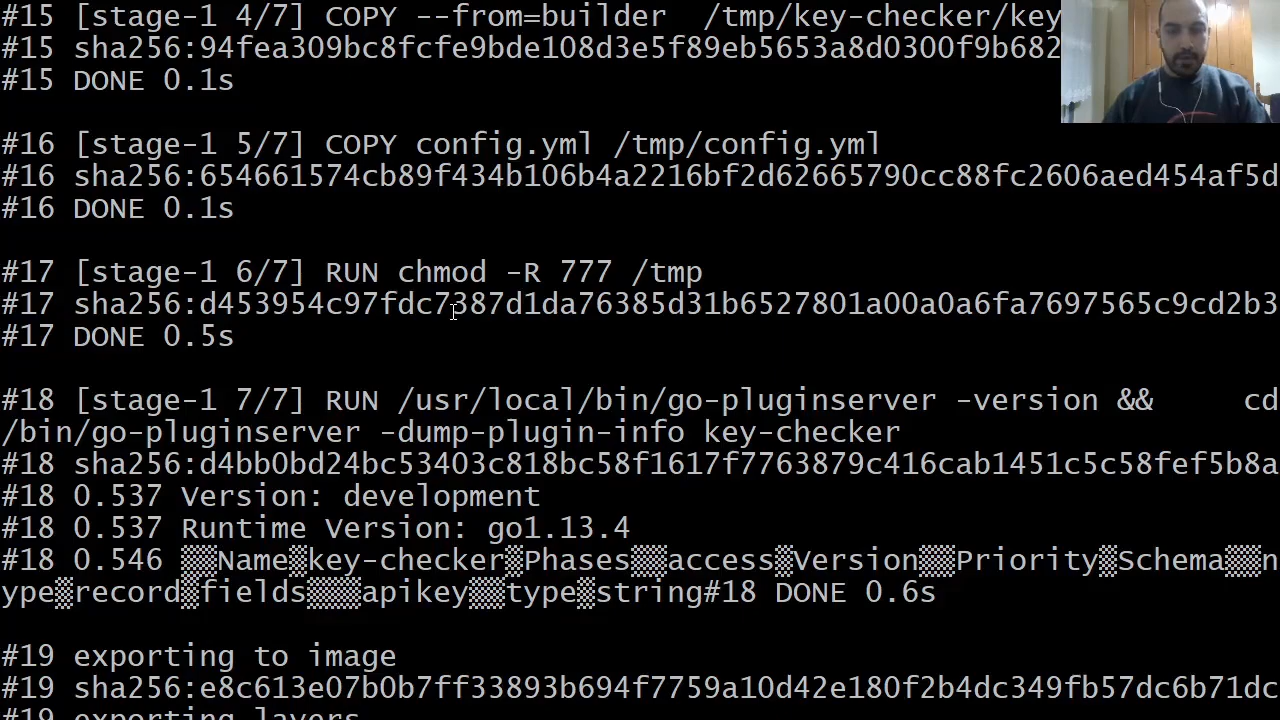 #15 [stage-1 4/7] COPY --from=builder  /tmp/key-checker/key
#15 sha256:94fea309bc8fcfe9bde108d3e5f89eb5653a8d0300f9b682
#15 DONE 0.1s
#16 [stage-1 5/7] COPY config.yml /tmp/config.yml
#16 sha256:654661574cb89f434b106b4a2216bf2d62665790cc88fc2606aed454af5d
#16 DONE 0.1s
#17 [stage-1 6/7] RUN chmod -R 777 /tmp
#17 sha256:d453954c97fdc7387d1da76385d31b6527801a00a0a6fa7697565c9cd2b3
#17 DONE 0.5s
#18 [stage-1 7/7] RUN /usr/local/bin/go-pluginserver -version &&     cd
/bin/go-pluginserver -dump-plugin-info key-checker
#18 sha256:d4bb0bd24bc53403c818bc58f1617f7763879c416cab1451c5c58fef5b8a
#18 0.537 Version: development
#18 0.537 Runtime Version: go1.13.4
#18 0.546 ▒▒Name▒key-checker▒Phases▒▒access▒Version▒▒Priority▒Schema▒▒n
ype▒record▒fields▒▒▒apikey▒▒type▒string#18 DONE 0.6s
#19 exporting to image
#19 sha256:e8c613e07b0b7ff33893b694f7759a10d42e180f2b4dc349fb57dc6b71dc
#19 exporting layers